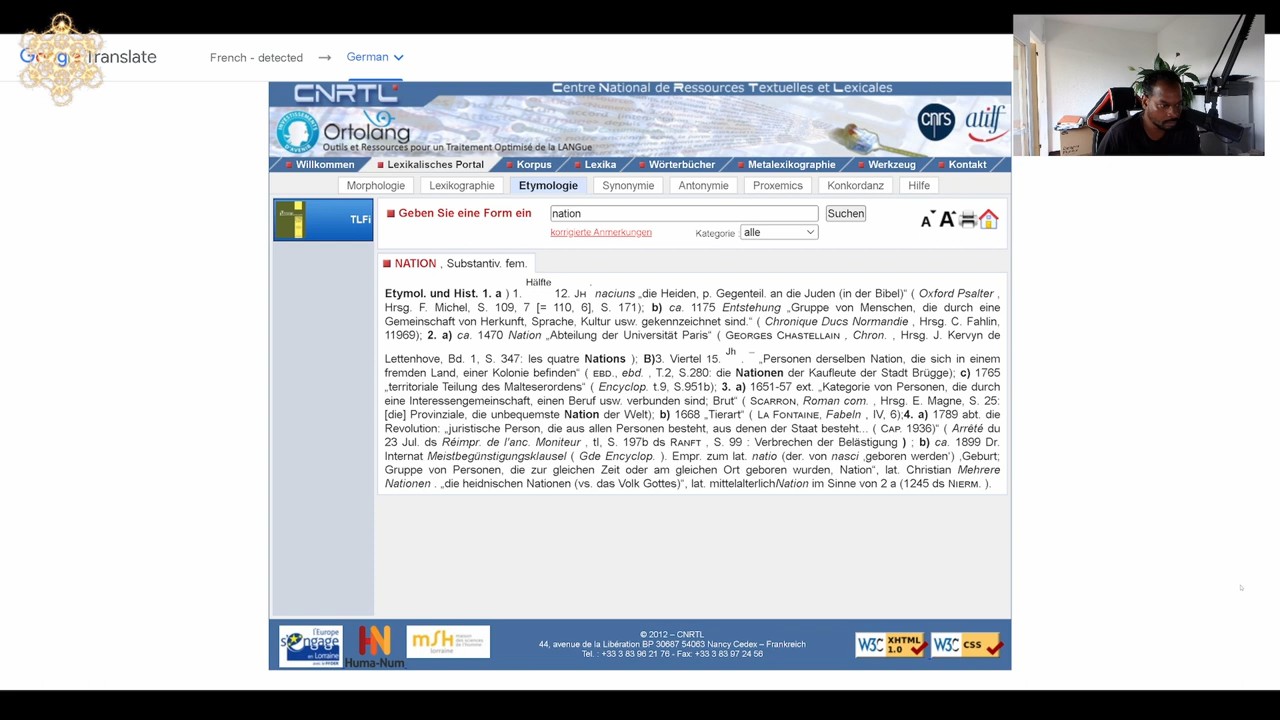 Google Translate
French - detected → German
CNRTL
Centre National de Ressources Textuelles et Lexicales
Ortolang
Outils et Ressources pour un Traitement Optimisé de la LANGue
cnrs
atilf
Willkommen Lexikalisches Portal Korpus Lexika Wörterbücher Metalexikographie Werkzeug Kontakt
Morphologie Lexikographie Etymologie Synonymie Antonymie Proxemics Konkordanz Hilfe
TLFi
Geben Sie eine Form ein nation Suchen
korrigierte Anmerkungen Kategorie : alle
NATION , Substantiv. fem.
Hälfte
Etymol. und Hist. 1. a ) 1. 12. JH naciuns „die Heiden, p. Gegenteil. an die Juden (in der Bibel)“ ( Oxford Psalter ,
Hrsg. F. Michel, S. 109, 7 [= 110, 6], S. 171); b) ca. 1175 Entstehung „Gruppe von Menschen, die durch eine
Gemeinschaft von Herkunft, Sprache, Kultur usw. gekennzeichnet sind.“ ( Chronique Ducs Normandie , Hrsg. C. Fahlin,
11969); 2. a) ca. 1470 Nation „Abteilung der Universität Paris“ ( GEORGES CHASTELLAIN , Chron. , Hrsg. J. Kervyn de
Lettenhove, Bd. 1, S. 347: les quatre Nations ); B)3. Viertel 15. Jh . – „Personen derselben Nation, die sich in einem
fremden Land, einer Kolonie befinden“ ( EBD., ebd. , T.2, S.280: die Nationen der Kaufleute der Stadt Brügge); c) 1765
„territoriale Teilung des Malteserordens“ ( Encyclop. t.9, S.951b); 3. a) 1651-57 ext. „Kategorie von Personen, die durch
eine Interessengemeinschaft, einen Beruf usw. verbunden sind; Brut“ ( SCARRON, Roman com. , Hrsg. E. Magne, S. 25:
[die] Provinziale, die unbequemste Nation der Welt); b) 1668 „Tierart“ ( LA FONTAINE, Fabeln , IV, 6);4. a) 1789 abt. die
Revolution: „juristische Person, die aus allen Personen besteht, aus denen der Staat besteht... ( CAP. 1936)“ ( Arrêté du
23 Jul. ds Réimpr. de l'anc. Moniteur , tI, S. 197b ds RANFT , S. 99 : Verbrechen der Belästigung ) ; b) ca. 1899 Dr.
Internat Meistbegünstigungsklausel ( Gde Encyclop. ). Empr. zum lat. natio (der. von nasci ‚geboren werden‘) ‚Geburt;
Gruppe von Personen, die zur gleichen Zeit oder am gleichen Ort geboren wurden, Nation“, lat. Christian Mehrere
Nationen . „die heidnischen Nationen (vs. das Volk Gottes)“, lat. mittelalterlichNation im Sinne von 2 a (1245 ds NIERM. ).
l'Europe s'engage en Lorraine
Huma-Num
msh lorraine
© 2012 – CNRTL
44, avenue de la Libération BP 30687 54063 Nancy Cedex – Frankreich
Tel. : +33 3 83 96 21 76 - Fax: +33 3 83 97 24 56
W3C XHTML 1.0
W3C CSS